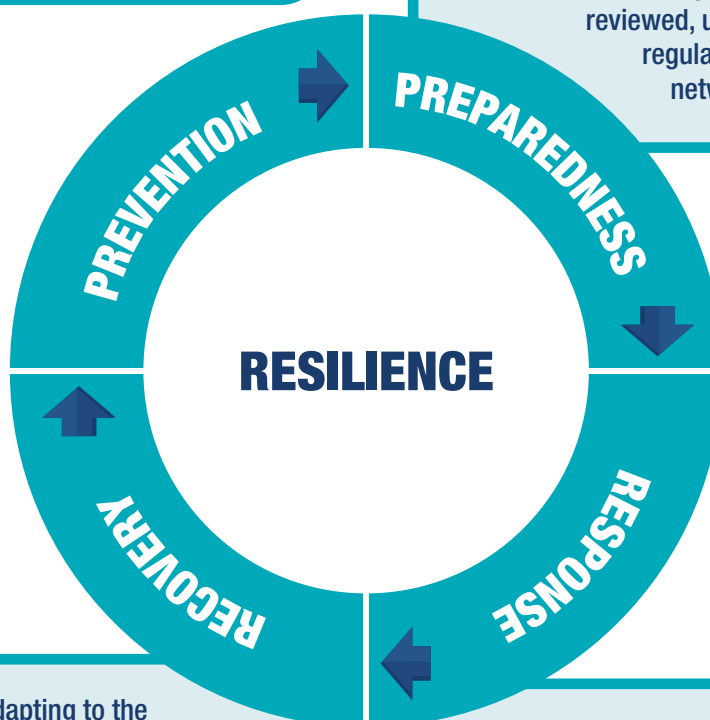 reviewed, u
regula
netw
PREVENTION
PREPAREDNESS
RESILIENCE
RECOVERY
RESPONSE
dapting to the